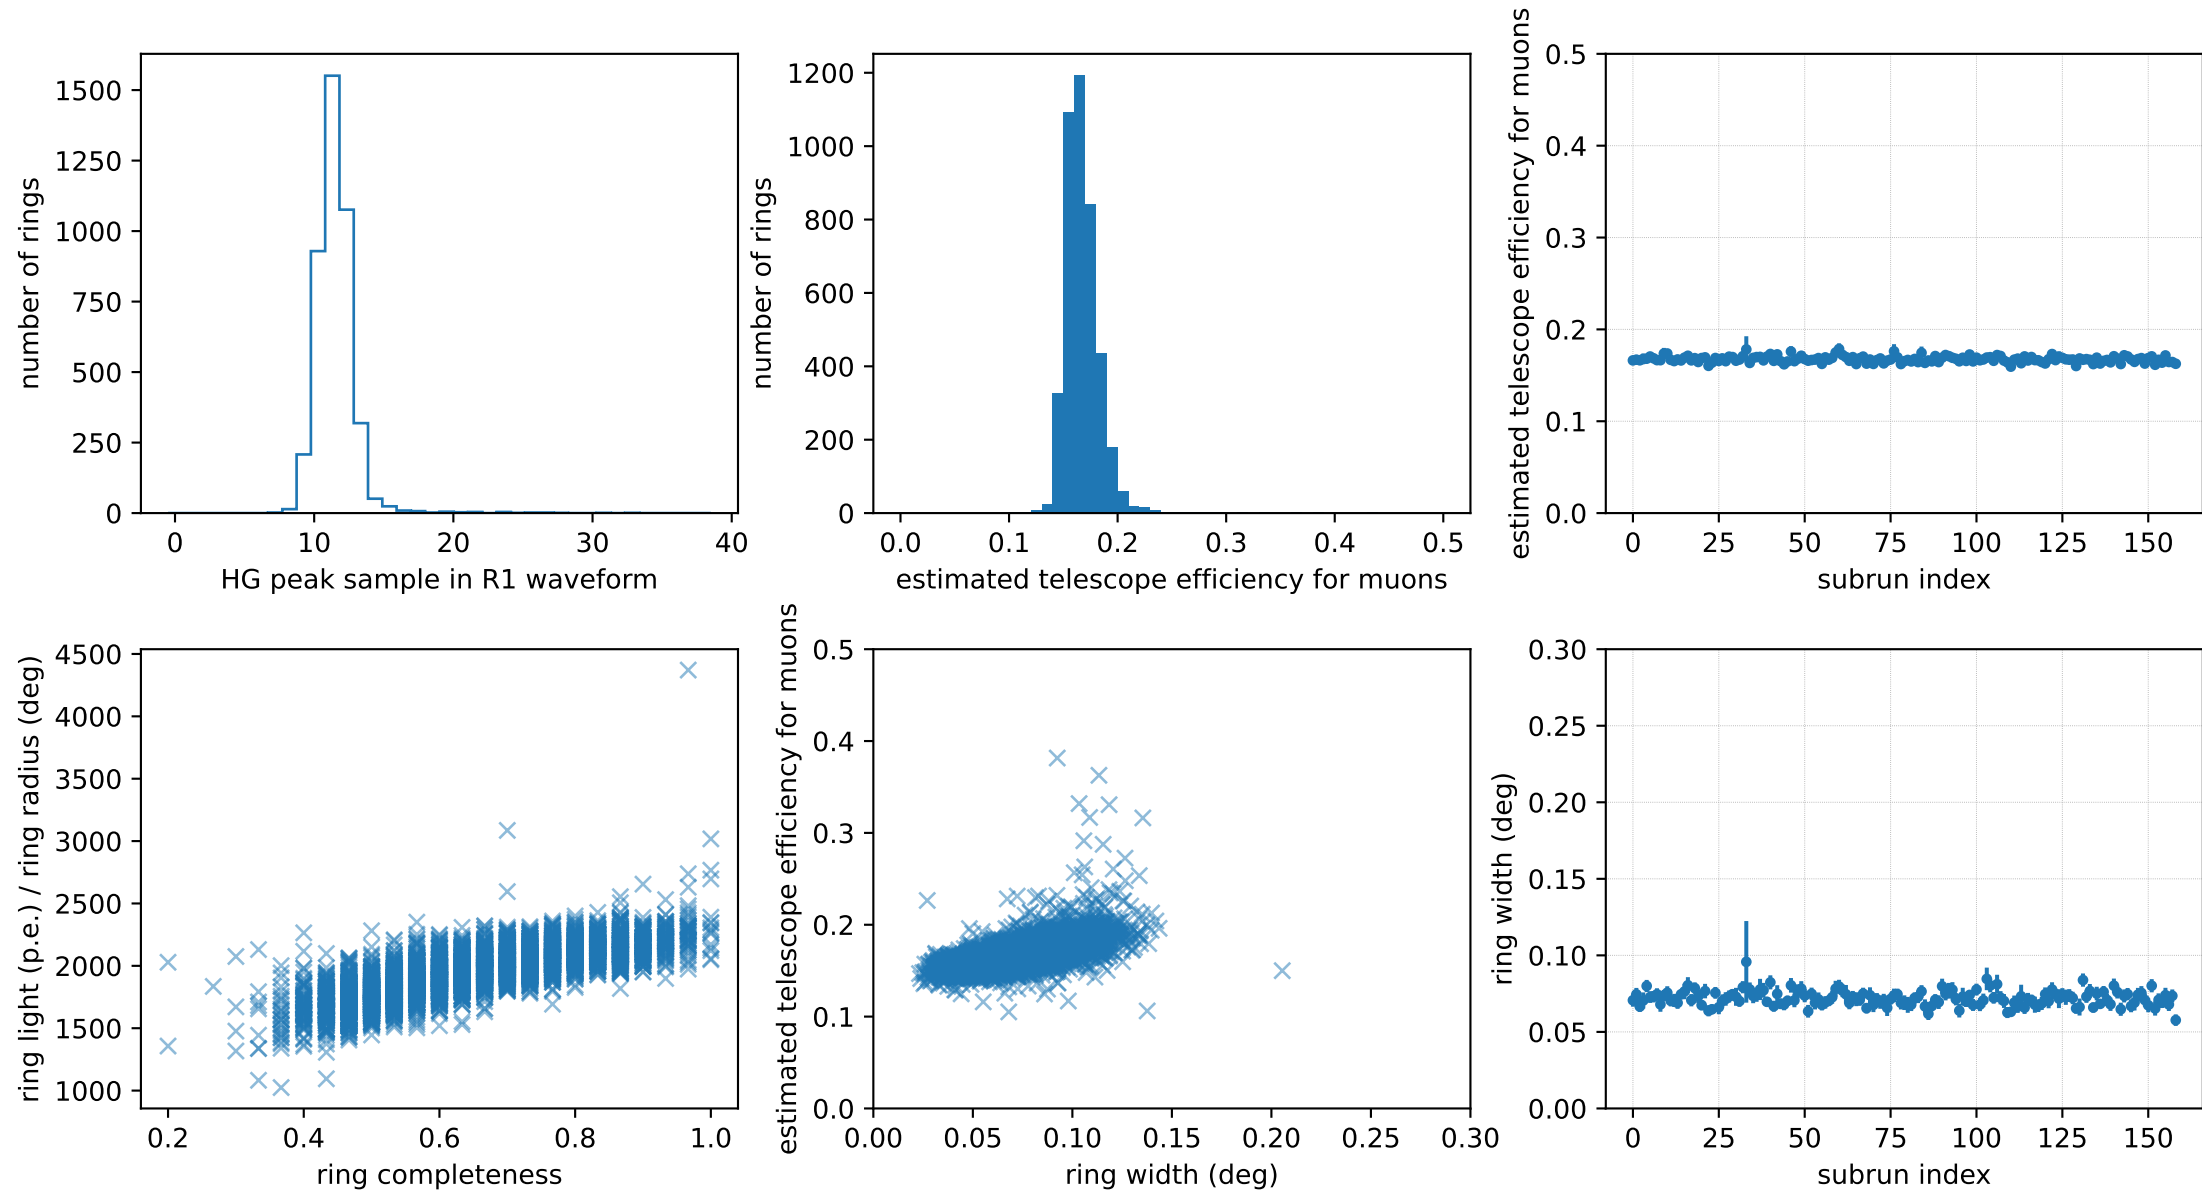 number of rings
1500
1250
1000
750
500
250
0
0 10 20 30 40
HG peak sample in R1 waveform
number of rings
1200
1000
800
600
400
200
0
0.0 0.1 0.2 0.3 0.4 0.5
estimated telescope efficiency for muons
estimated telescope efficiency for muons
0.5
0.4
0.3
0.2
0.1
0.0
0 25 50 75 100 125 150
subrun index
ring light (p.e.) / ring radius (deg)
4500
4000
3500
3000
2500
2000
1500
1000
0.2 0.4 0.6 0.8 1.0
ring completeness
estimated telescope efficiency for muons
0.5
0.4
0.3
0.2
0.1
0.0
0.00 0.05 0.10 0.15 0.20 0.25 0.30
ring width (deg)
ring width (deg)
0.30
0.25
0.20
0.15
0.10
0.05
0.00
0 25 50 75 100 125 150
subrun index